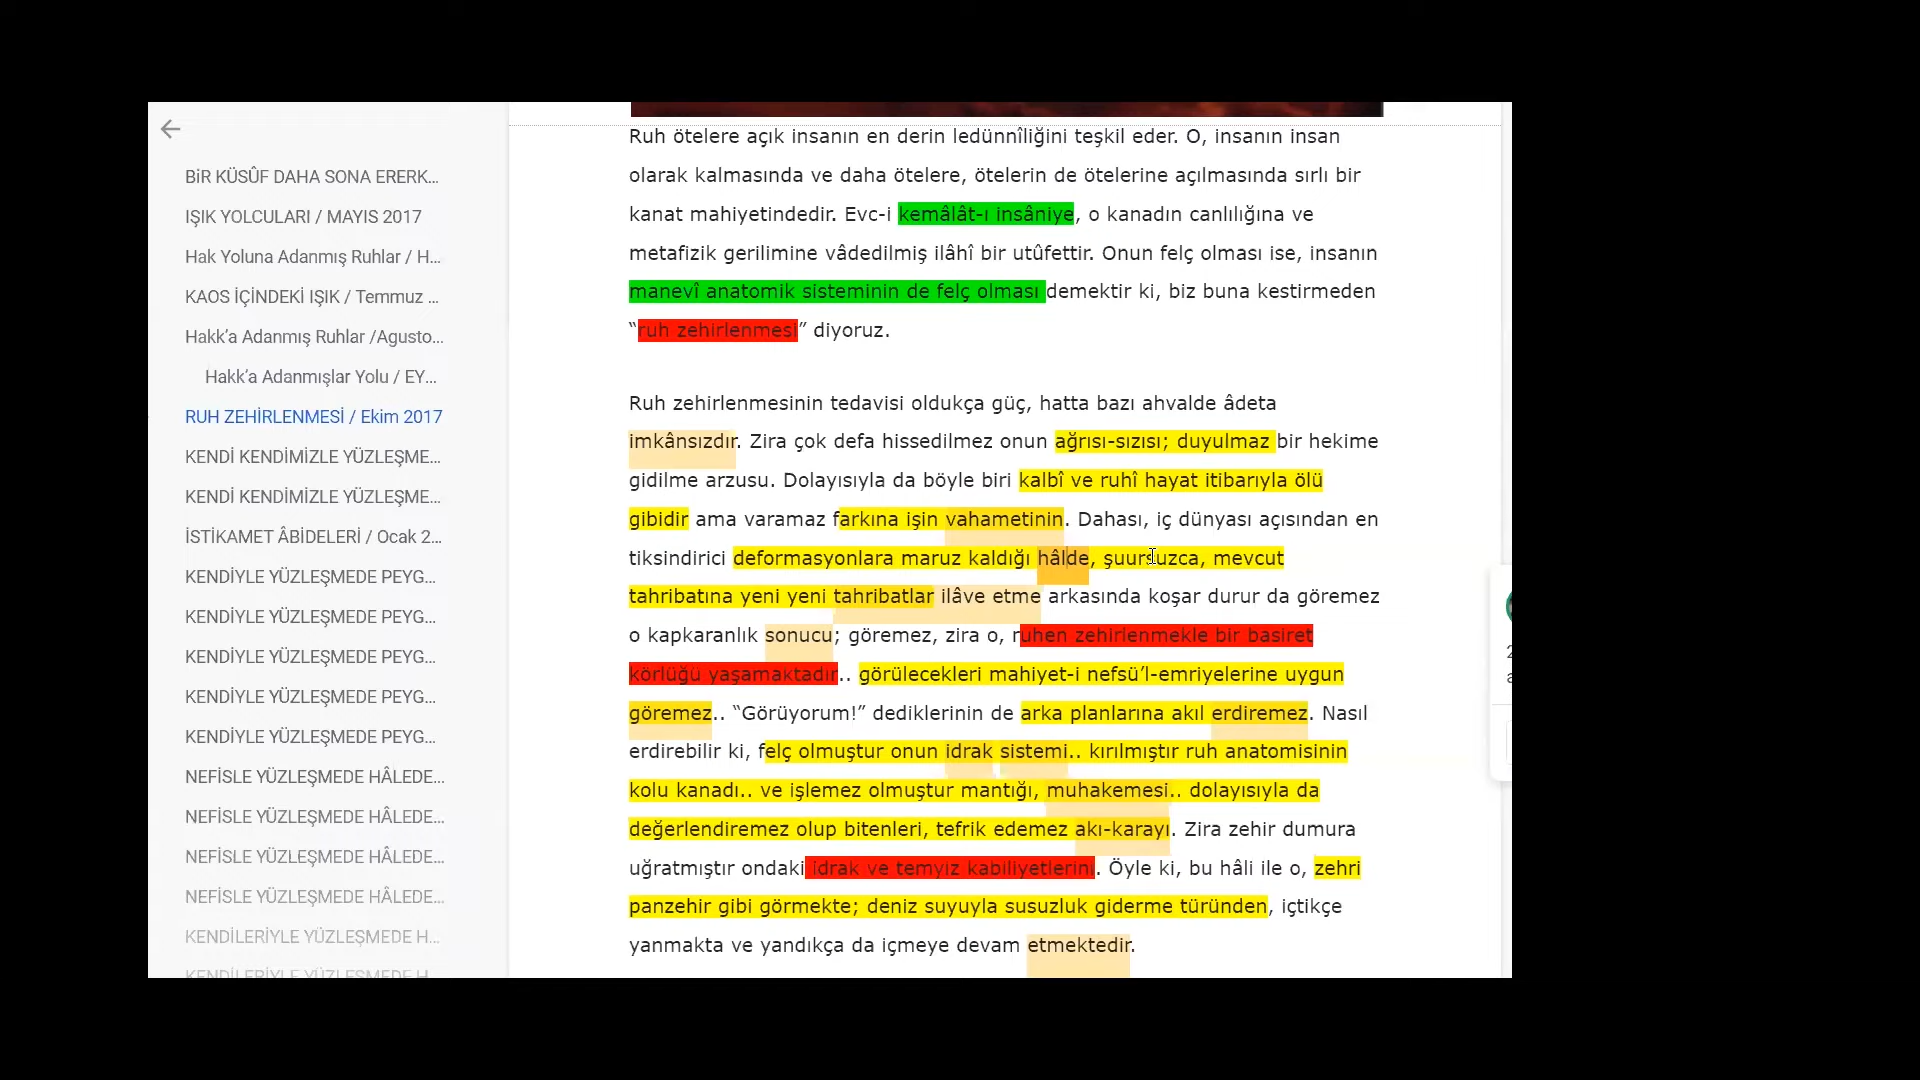 BİR KÜSÛF DAHA SONA ERERK...
IŞIK YOLCULARI / MAYIS 2017
Hak Yoluna Adanmış Ruhlar / H...
KAOS İÇİNDEKİ IŞIK / Temmuz ...
Hakk’a Adanmış Ruhlar /Agusto...
Hakk’a Adanmışlar Yolu / EY...
RUH ZEHİRLENMESİ / Ekim 2017
KENDİ KENDİMİZLE YÜZLEŞME...
KENDİ KENDİMİZLE YÜZLEŞME...
İSTİKAMET ÂBİDELERİ / Ocak 2...
KENDİYLE YÜZLEŞMEDE PEYG...
KENDİYLE YÜZLEŞMEDE PEYG...
KENDİYLE YÜZLEŞMEDE PEYG...
KENDİYLE YÜZLEŞMEDE PEYG...
KENDİYLE YÜZLEŞMEDE PEYG...
NEFİSLE YÜZLEŞMEDE HÂLEDE...
NEFİSLE YÜZLEŞMEDE HÂLEDE...
NEFİSLE YÜZLEŞMEDE HÂLEDE...
NEFİSLE YÜZLEŞMEDE HÂLEDE...
KENDİLERİYLE YÜZLEŞMEDE H...
KENDİLERİYLE YÜZLEŞMEDE H
Ruh ötelere açık insanın en derin ledünnîliğini teşkil eder. O, insanın insan
olarak kalmasında ve daha ötelere, ötelerin de ötelerine açılmasında sırlı bir
kanat mahiyetindedir. Evc-i kemâlât-ı insâniye, o kanadın canlılığına ve
metafizik gerilimine vâdedilmiş ilâhî bir utûfettir. Onun felç olması ise, insanın
manevî anatomik sisteminin de felç olması demektir ki, biz buna kestirmeden
“ruh zehirlenmesi” diyoruz.
Ruh zehirlenmesinin tedavisi oldukça güç, hatta bazı ahvalde âdeta
imkânsızdır. Zira çok defa hissedilmez onun ağrısı-sızısı; duyulmaz bir hekime
gidilme arzusu. Dolayısıyla da böyle biri kalbî ve ruhî hayat itibarıyla ölü
gibidir ama varamaz farkına işin vahametinin. Dahası, iç dünyası açısından en
tiksindirici deformasyonlara maruz kaldığı hâlde, şuursuzca, mevcut
tahribatına yeni yeni tahribatlar ilâve etme arkasında koşar durur da göremez
o kapkaranlık sonucu; göremez, zira o, ruhen zehirlenmekle bir basiret
körlüğü yaşamaktadır.. görülecekleri mahiyet-i nefsü’l-emriyelerine uygun
göremez.. “Görüyorum!” dediklerinin de arka planlarına akıl erdiremez. Nasıl
erdirebilir ki, felç olmuştur onun idrak sistemi.. kırılmıştır ruh anatomisinin
kolu kanadı.. ve işlemez olmuştur mantığı, muhakemesi.. dolayısıyla da
değerlendiremez olup bitenleri, tefrik edemez akı-karayı. Zira zehir dumura
uğratmıştır ondaki idrak ve temyiz kabiliyetlerini. Öyle ki, bu hâli ile o, zehri
panzehir gibi görmekte; deniz suyuyla susuzluk giderme türünden, içtikçe
yanmakta ve yandıkça da içmeye devam etmektedir.